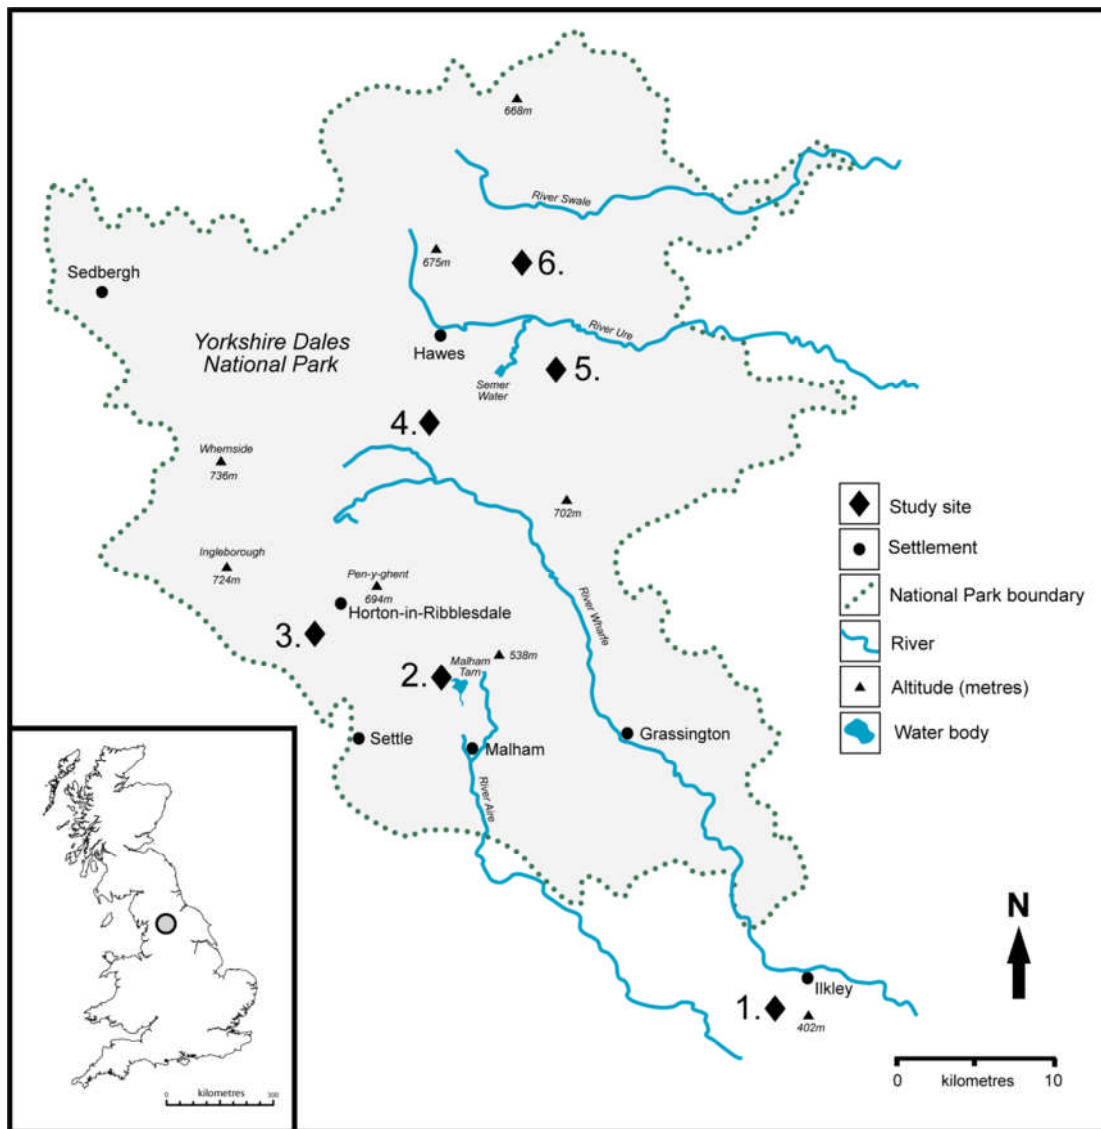 668m
River Swale
675m
6.
Sedbergh
Yorkshire Dales
National Park
Hawes
River Ure
Semer
Water
5.
4.
Whernside
736m
702m
Ingleborough
724m
Pen-y-ghent
694m
Horton-in-Ribblesdale
River Wharfe
3.
2.
Malham
Tarn
538m
Settle
Malham
Grassington
River Aire
Study site
Settlement
National Park boundary
River
Altitude (metres)
Water body
N
Ilkley
1.
402m
0 kilometres 10
kilometres
0 300